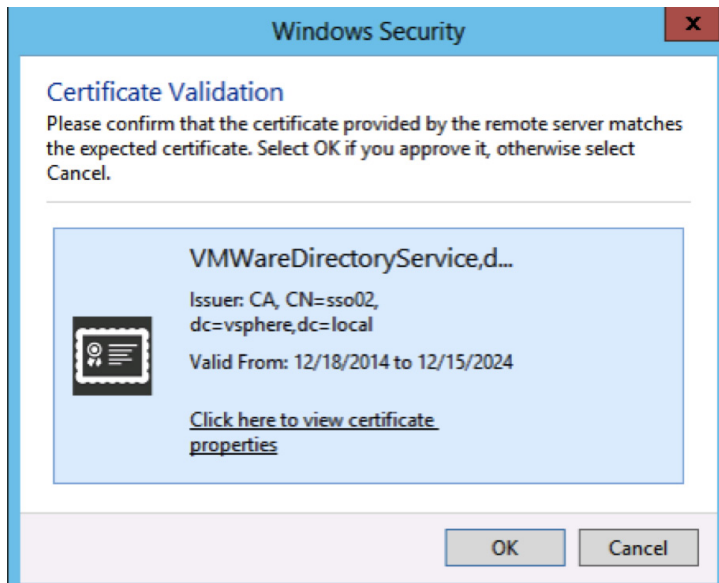 Windows Security
x
Certificate Validation
Please confirm that the certificate provided by the remote server matches
the expected certificate. Select OK if you approve it, otherwise select
Cancel.
VMWareDirectoryService,d...
Issuer: CA, CN=sso02,
dc=vsphere,dc=local
Valid From: 12/18/2014 to 12/15/2024
Click here to view certificate
properties
OK
Cancel